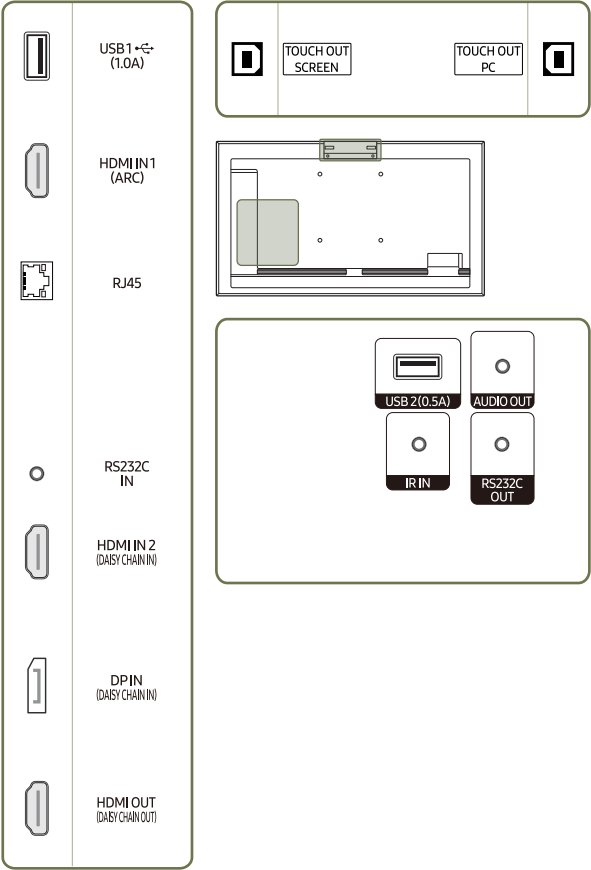 USB 1
(1.0A)
HDMI IN 1
(ARC)
RJ45
RS232C
IN
HDMI IN 2
(DAISY CHAIN IN)
DP IN
(DAISY CHAIN IN)
HDMI OUT
(DAISY CHAIN OUT)
TOUCH OUT
SCREEN
TOUCH OUT
PC
USB 2(0.5A)
AUDIO OUT
IR IN
RS232C
OUT